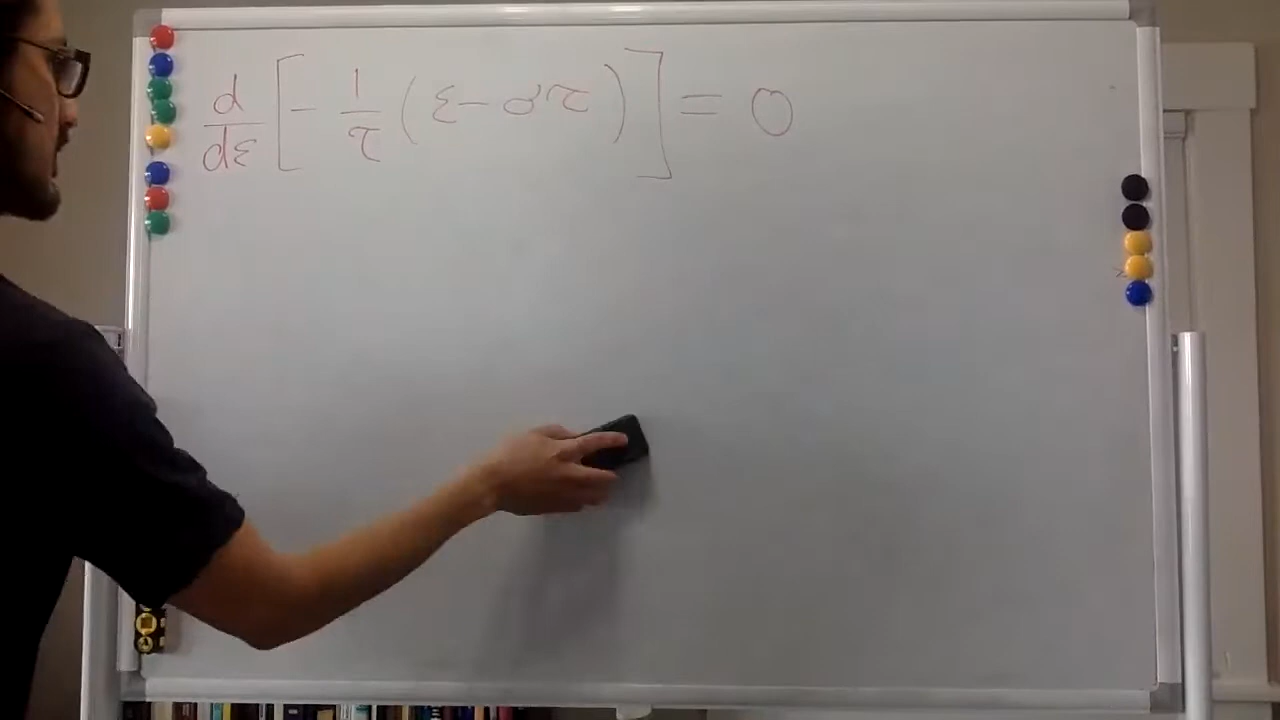 d/dε [ - 1/τ ( ε - στ ) ] = 0